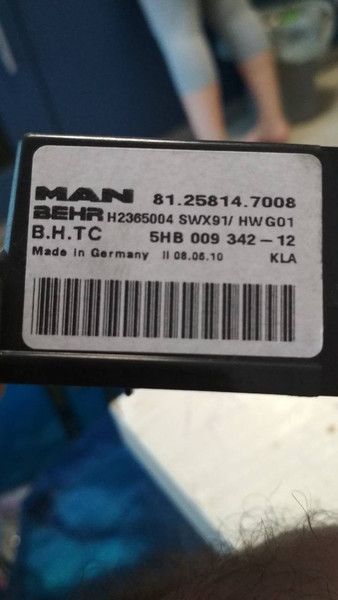 MAN 81.25814.7008
BEHR H2365004 SWX91/ HWG01
B.H.TC 5HB 009 342-12
Made in Germany II 08.06.10 KLA